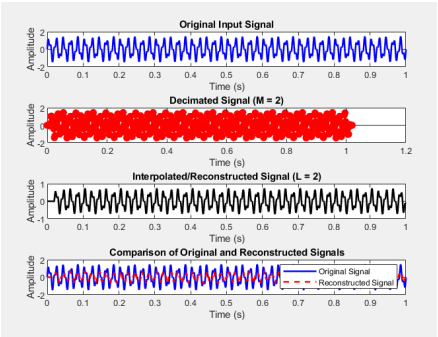 Original Input Signal
Amplitude
2
0
-2
0 0.1 0.2 0.3 0.4 0.5 0.6 0.7 0.8 0.9 1
Time (s)
Decimated Signal (M = 2)
Amplitude
2
0
-2
0 0.2 0.4 0.6 0.8 1 1.2
Time (s)
Interpolated/Reconstructed Signal (L = 2)
Amplitude
1
0
-1
0 0.1 0.2 0.3 0.4 0.5 0.6 0.7 0.8 0.9 1
Time (s)
Comparison of Original and Reconstructed Signals
Amplitude
2
0
-2
Original Signal
Reconstructed Signal
0 0.1 0.2 0.3 0.4 0.5 0.6 0.7 0.8 0.9 1
Time (s)